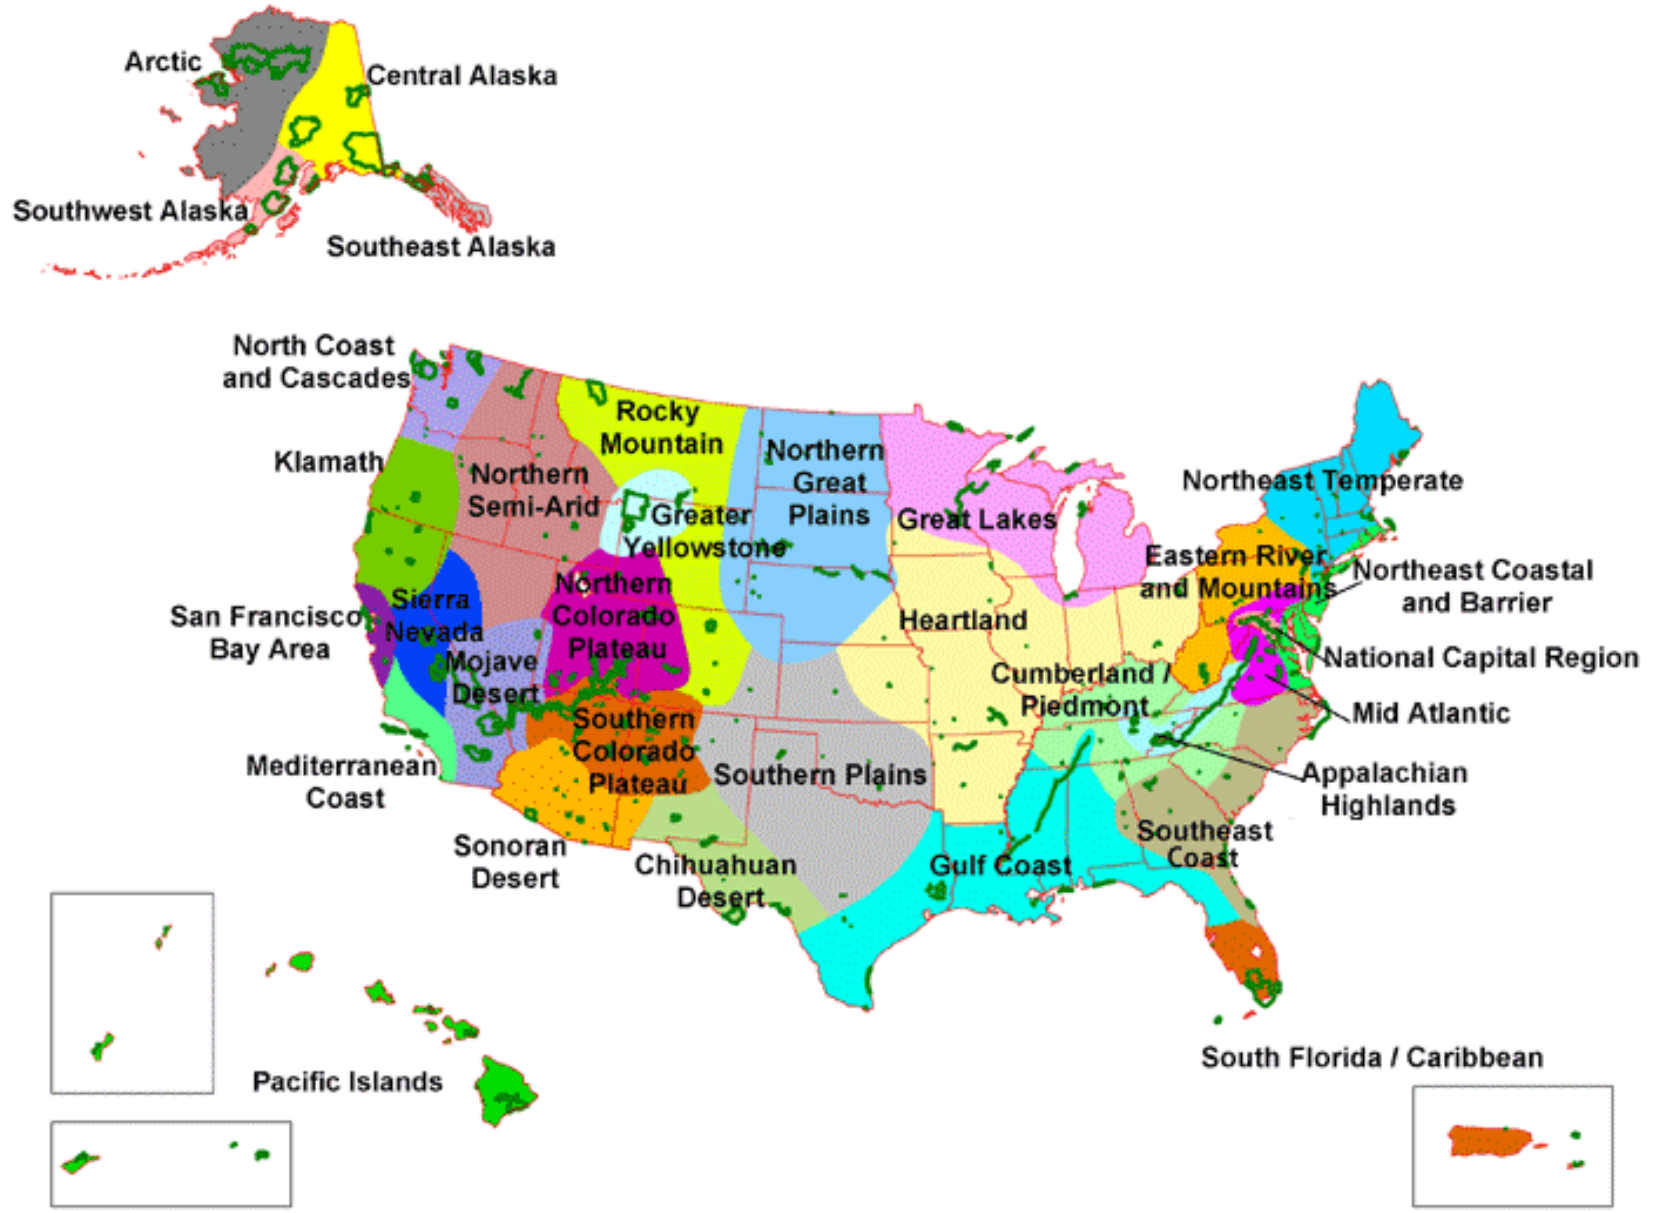 Arctic
Central Alaska
Southwest Alaska
Southeast Alaska
North Coast
and Cascades
Klamath
Rocky
Mountain
Northern
Semi-Arid
Northern
Great
Plains
Great Lakes
Northeast Temperate
Greater
Yellowstone
Eastern River
and Mountains
Northeast Coastal
and Barrier
San Francisco
Bay Area
Sierra
Nevada
Northern
Colorado
Plateau
Heartland
Mojave
Desert
Cumberland /
Piedmont
National Capital Region
Mid Atlantic
Mediterranean
Coast
Southern
Colorado
Plateau
Southern Plains
Appalachian
Highlands
Sonoran
Desert
Chihuahuan
Desert
Gulf Coast
Southeast
Coast
Pacific Islands
South Florida / Caribbean